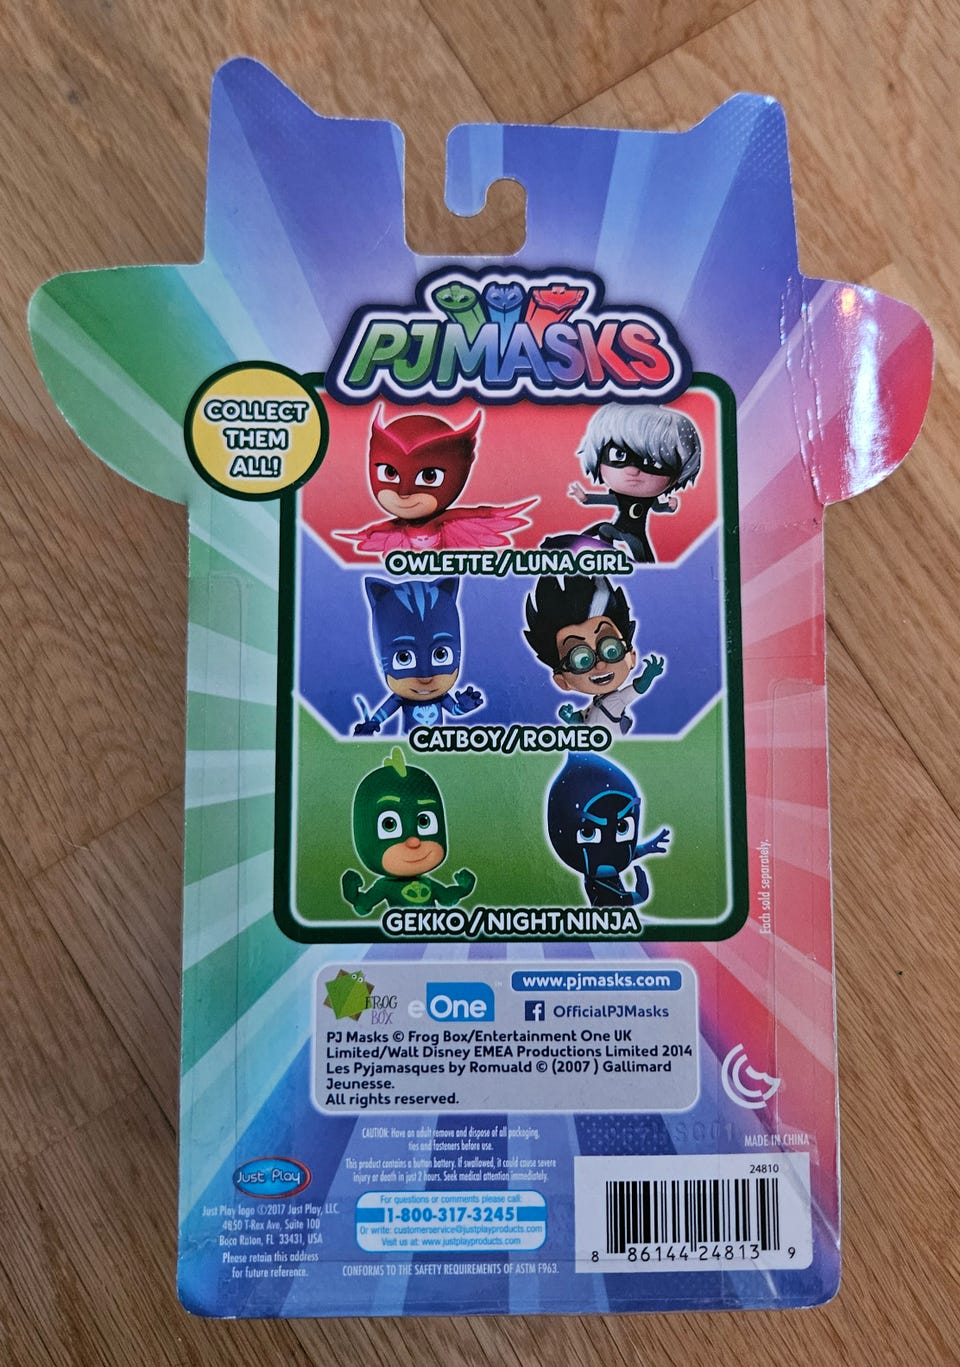 PJMASKS
COLLECT
THEM
ALL!
OWLETTE/LUNA GIRL
CATBOY/ROMEO
GEKKO/NIGHT NINJA
Each sold separately.
FROG
BOX
eOne™
www.pjmasks.com
f OfficialPJMasks
PJ Masks © Frog Box/Entertainment One UK
Limited/Walt Disney EMEA Productions Limited 2014
Les Pyjamasques by Romuald © (2007 ) Gallimard
Jeunesse.
All rights reserved.
CAUTION: Have an adult remove and dispose of all packaging,
ties and fasteners before use.
This product contains a button battery. If swallowed, it could cause severe
injury or death in just 2 hours. Seek medical attention immediately.
MADE IN CHINA
Just Play
Just Play logo ©2017 Just Play, LLC.
4850 T-Rex Ave, Suite 100
Boca Raton, FL 33431, USA
Please retain this address
for future reference.
For questions or comments please call:
1-800-317-3245
Or write: customerservice@justplayproducts.com
Visit us at: www.justplayproducts.com
CONFORMS TO THE SAFETY REQUIREMENTS OF ASTM F963.
24810
8 86144 24813 9